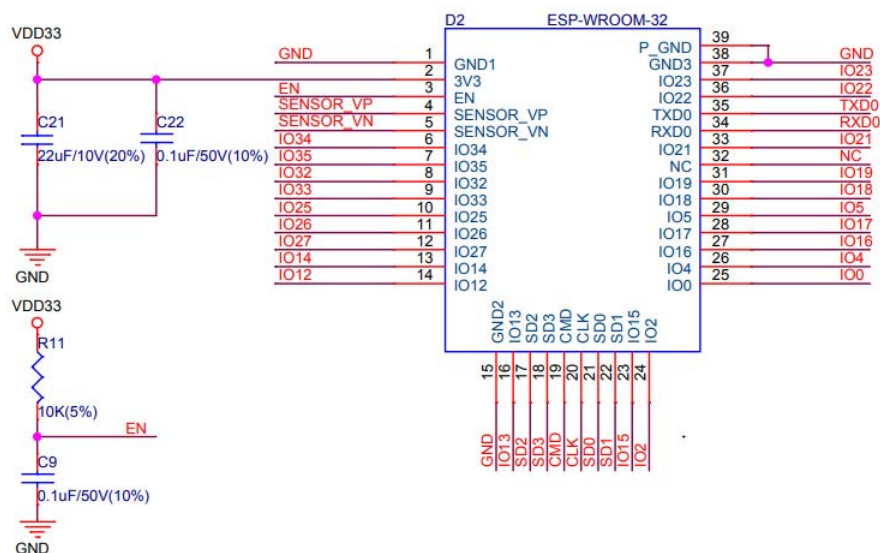 D2 ESP-WROOM-32
VDD33
C21
22uF/10V(20%)
C22
0.1uF/50V(10%)
GND
VDD33
R11
10K(5%)
EN
C9
0.1uF/50V(10%)
GND
GND 1 GND1
2 3V3
EN 3 EN
SENSOR_VP 4 SENSOR_VP
SENSOR_VN 5 SENSOR_VN
IO34 6 IO34
IO35 7 IO35
IO32 8 IO32
IO33 9 IO33
IO25 10 IO25
IO26 11 IO26
IO27 12 IO27
IO14 13 IO14
IO12 14 IO12
P_GND 39
GND3 38 GND
IO23 37 IO23
IO22 36 IO22
TXD0 35 TXD0
RXD0 34 RXD0
IO21 33 IO21
NC 32 NC
IO19 31 IO19
IO18 30 IO18
IO5 29 IO5
IO17 28 IO17
IO16 27 IO16
IO4 26 IO4
IO0 25 IO0
GND2 15 GND
IO13 16 IO13
SD2 17 SD2
SD3 18 SD3
CMD 19 CMD
CLK 20 CLK
SD0 21 SD0
SD1 22 SD1
IO15 23 IO15
IO2 24 IO2